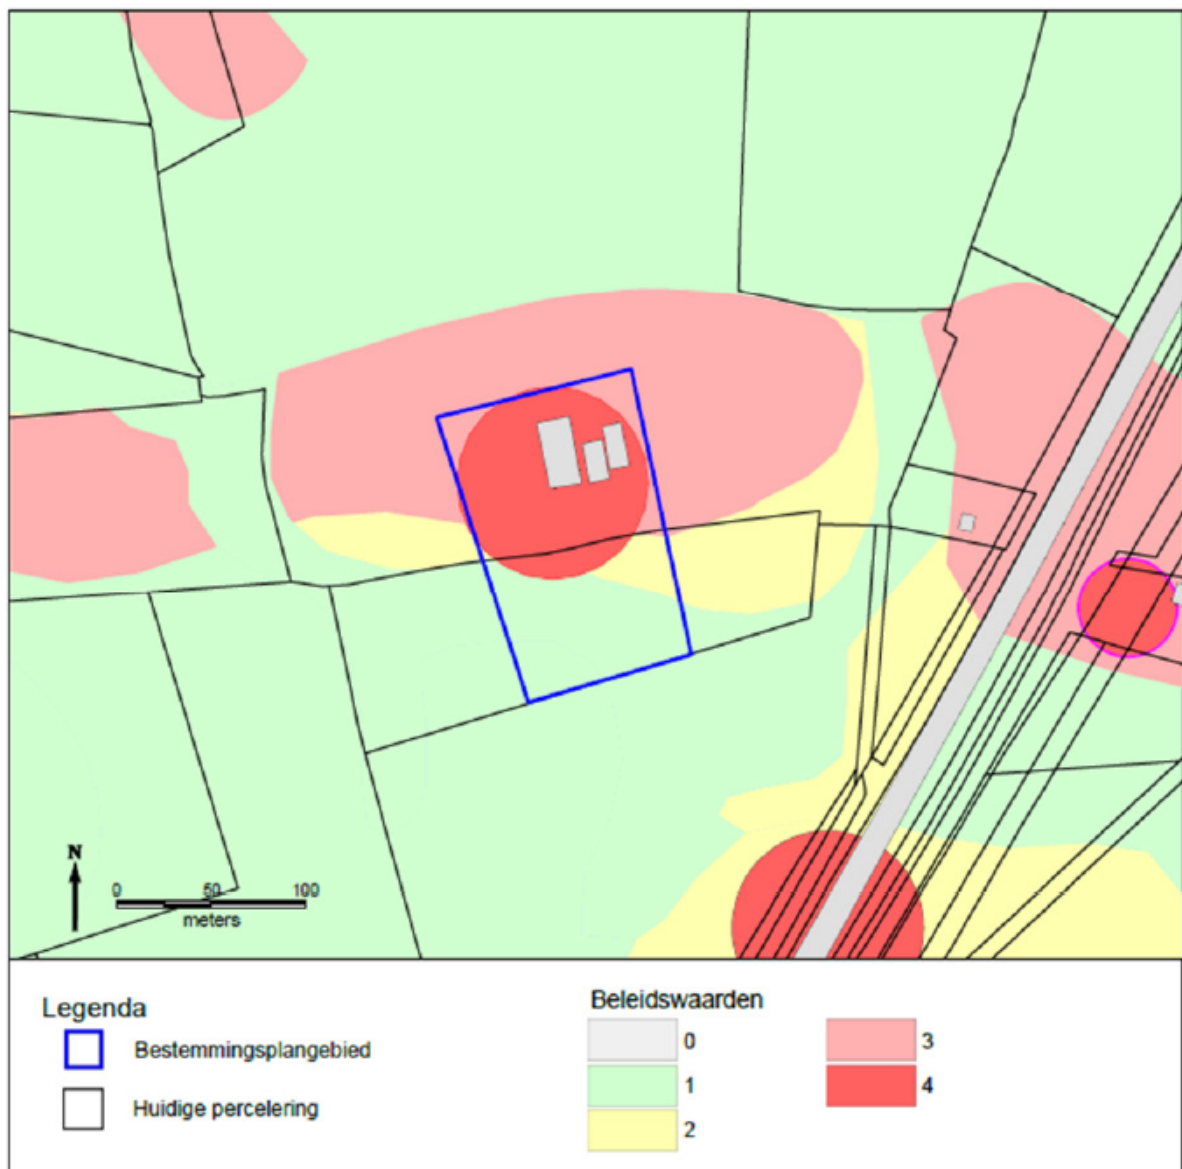 N
0 50 100
meters
Legenda
Bestemmingsplangebied
Huidige percelering
Beleidswaarden
0 3
1 4
2